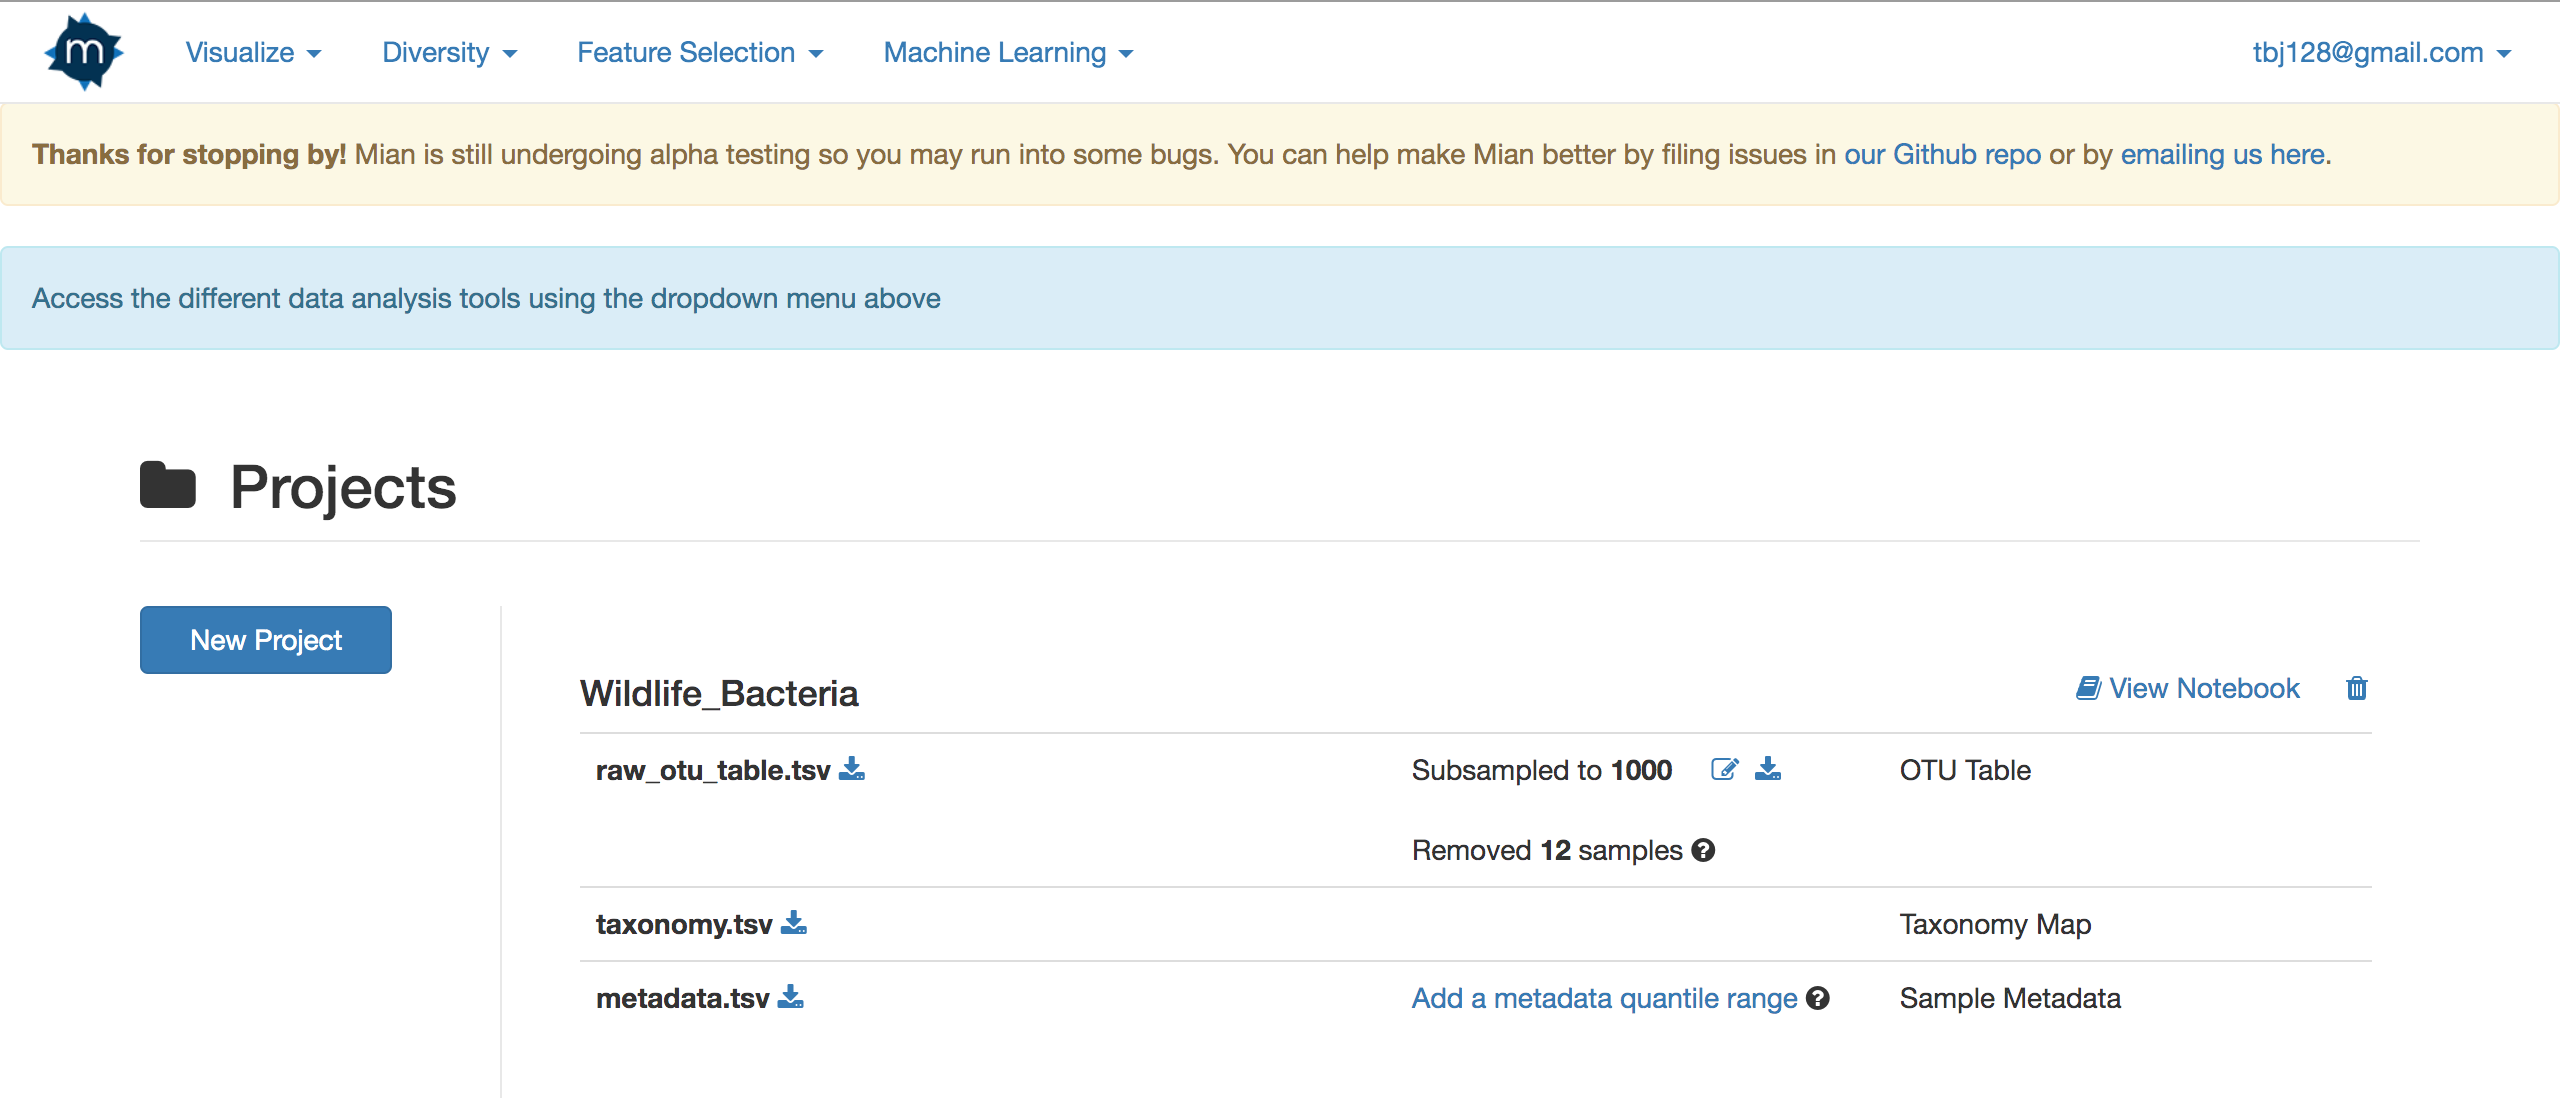 m Visualize Diversity Feature Selection Machine Learning tbj128@gmail.com
Thanks for stopping by! Mian is still undergoing alpha testing so you may run into some bugs. You can help make Mian better by filing issues in our Github repo or by emailing us here.
Access the different data analysis tools using the dropdown menu above
Projects
New Project
Wildlife_Bacteria View Notebook
raw_otu_table.tsv Subsampled to 1000 OTU Table
Removed 12 samples ?
taxonomy.tsv Taxonomy Map
metadata.tsv Add a metadata quantile range ? Sample Metadata